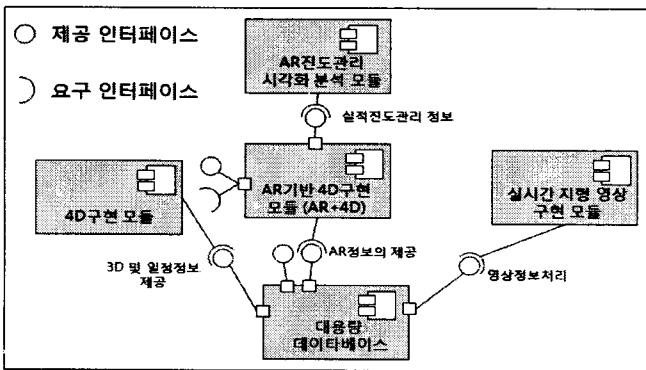 제공 인터페이스
요구 인터페이스
AR진도관리
시각화 분석 모듈
실적진도관리 정보
AR기반 4D구현
모듈 (AR+4D)
4D구현 모듈
실시간 지형 영상
구현 모듈
3D 및 일정정보
제공
AR정보의 제공
영상정보처리
대용량
데이터베이스